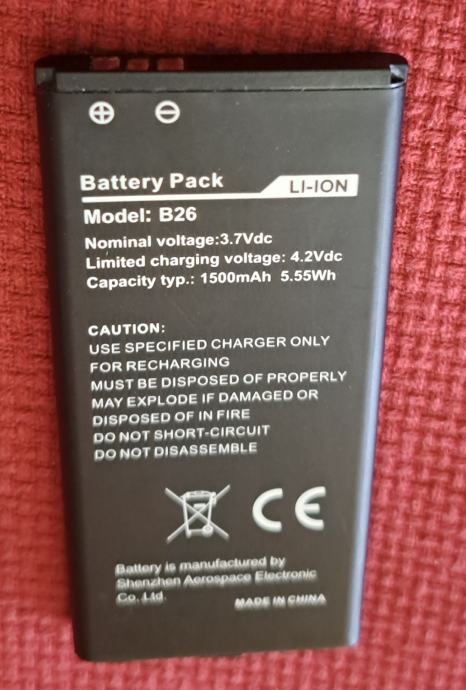 Battery Pack LI-ION
Model: B26
Nominal voltage:3.7Vdc
Limited charging voltage: 4.2Vdc
Capacity typ.: 1500mAh 5.55Wh
CAUTION:
USE SPECIFIED CHARGER ONLY
FOR RECHARGING
MUST BE DISPOSED OF PROPERLY
MAY EXPLODE IF DAMAGED OR
DISPOSED OF IN FIRE
DO NOT SHORT-CIRCUIT
DO NOT DISASSEMBLE
CE
Battery is manufactured by
Shenzhen Aerospace Electronic
Co,.Ltd.
MADE IN CHINA